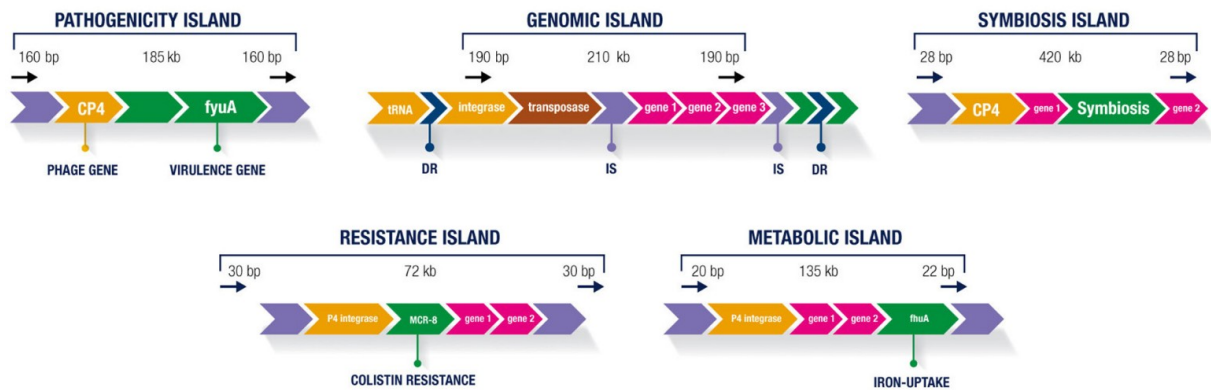 PATHOGENICITY ISLAND
160 bp 185 kb 160 bp
CP4 fyuA
PHAGE GENE VIRULENCE GENE
GENOMIC ISLAND
190 bp 210 kb 190 bp
tRNA integrase transposase gene 1 gene 2 gene 3
DR IS IS DR
SYMBIOSIS ISLAND
28 bp 420 kb 28 bp
CP4 gene 1 Symbiosis gene 2
RESISTANCE ISLAND
30 bp 72 kb 30 bp
P4 integrase MCR-8 gene 1 gene 2
COLISTIN RESISTANCE
METABOLIC ISLAND
20 bp 135 kb 22 bp
P4 integrase gene 1 gene 2 fhuA
IRON-UPTAKE